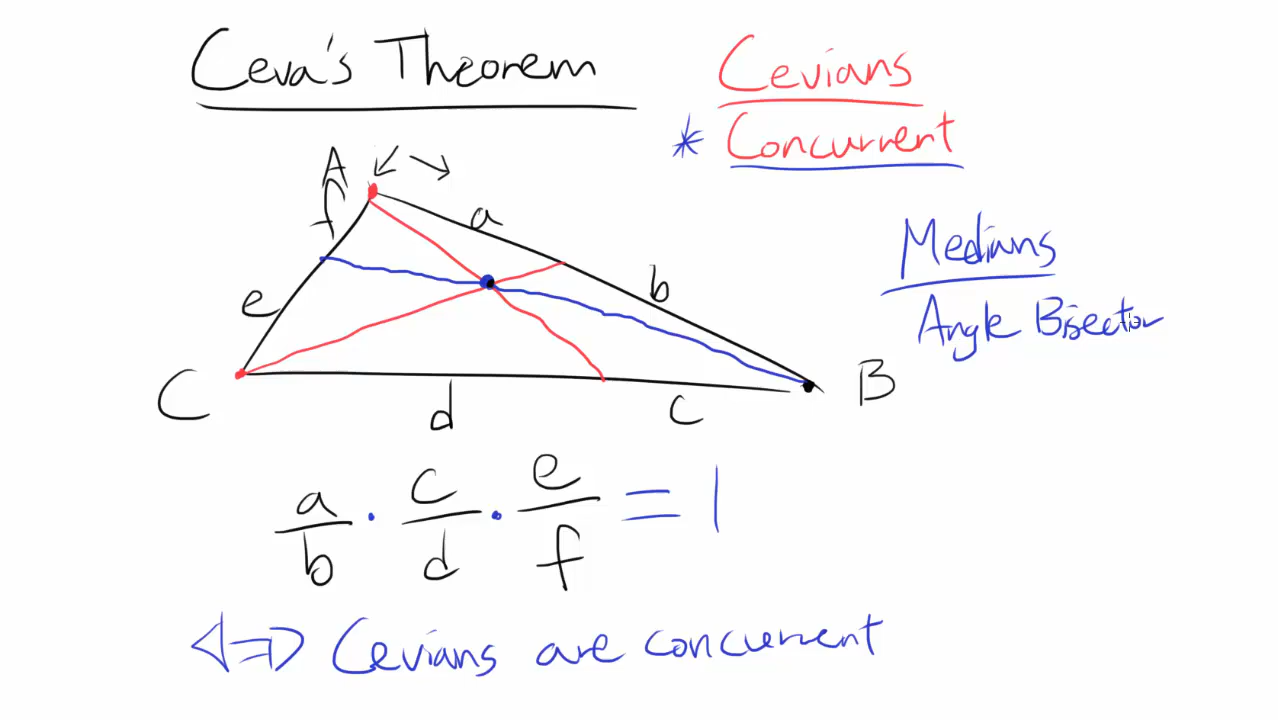 Ceva's Theorem
Cevians
* Concurrent
A
f
a
Medians
b
e
Angle Bisector
C
B
d
c
a/b · c/d · e/f = 1
<=> Cevians are concurrent